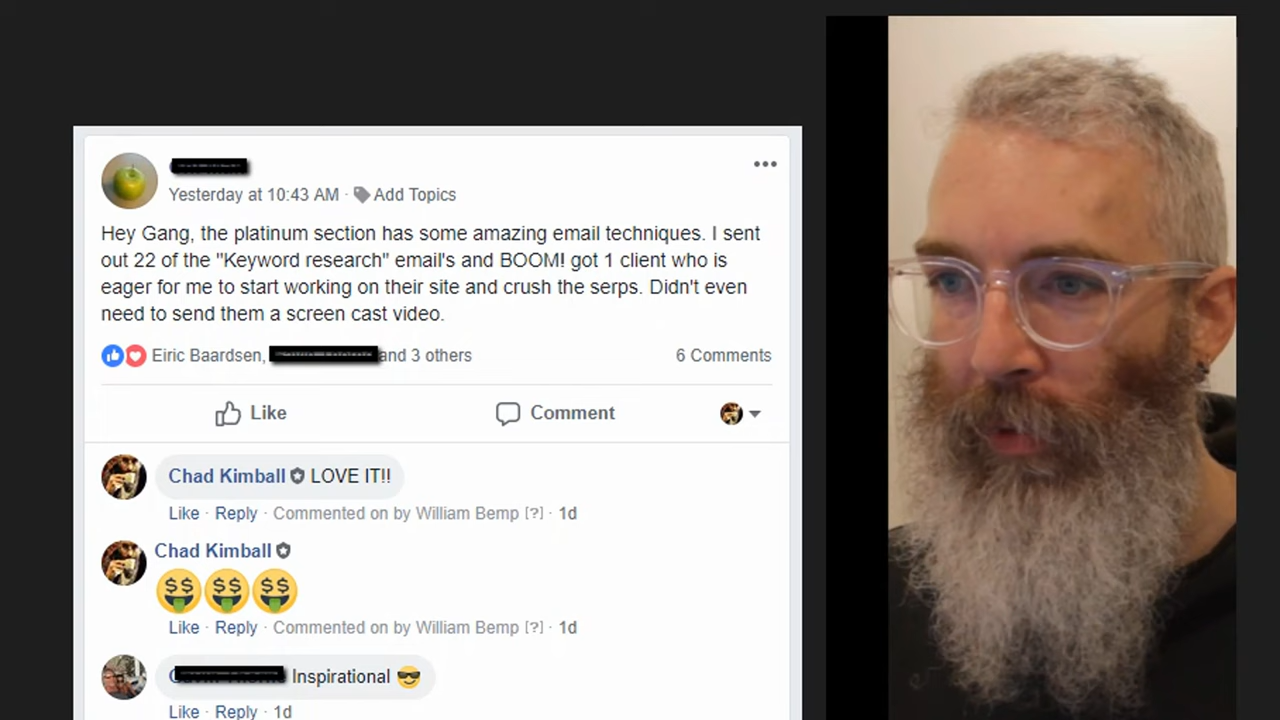 Yesterday at 10:43 AM · Add Topics
Hey Gang, the platinum section has some amazing email techniques. I sent
out 22 of the "Keyword research" email's and BOOM! got 1 client who is
eager for me to start working on their site and crush the serps. Didn't even
need to send them a screen cast video.
Eiric Baardsen, and 3 others 6 Comments
Like Comment
Chad Kimball LOVE IT!!
Like · Reply · Commented on by William Bemp [?] · 1d
Chad Kimball
Like · Reply · Commented on by William Bemp [?] · 1d
Inspirational
Like · Reply · 1d